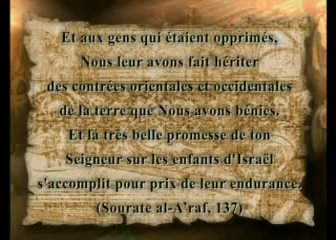 Et aux gens qui étaient opprimés,
Nous leur avons fait hériter
des contrées orientales et occidentales
de la terre que Nous avons bénies.
Et la très belle promesse de ton
Seigneur sur les enfants d'Israël
s'accomplit pour prix de leur endurance.
(Sourate al-A'raf, 137)